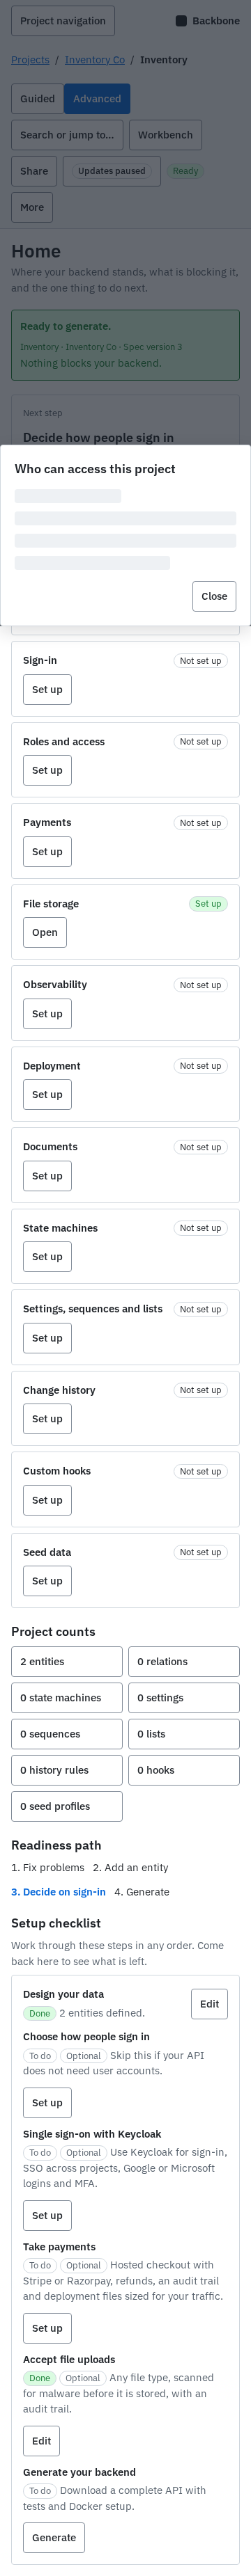 Project navigation
Backbone
Projects / Inventory Co / Inventory
Guided Advanced
Search or jump to... Workbench
Share Updates paused Ready
More
Home
Where your backend stands, what is blocking it,
and the one thing to do next.
Ready to generate.
Inventory · Inventory Co · Spec version 3
Nothing blocks your backend.
Next step
Decide how people sign in
Who can access this project
Close
Sign-in Not set up
Set up
Roles and access Not set up
Set up
Payments Not set up
Set up
File storage Set up
Open
Observability Not set up
Set up
Deployment Not set up
Set up
Documents Not set up
Set up
State machines Not set up
Set up
Settings, sequences and lists Not set up
Set up
Change history Not set up
Set up
Custom hooks Not set up
Set up
Seed data Not set up
Set up
Project counts
2 entities 0 relations
0 state machines 0 settings
0 sequences 0 lists
0 history rules 0 hooks
0 seed profiles
Readiness path
1. Fix problems 2. Add an entity
3. Decide on sign-in 4. Generate
Setup checklist
Work through these steps in any order. Come
back here to see what is left.
Design your data
Done 2 entities defined.
Edit
Choose how people sign in
To do Optional Skip this if your API
does not need user accounts.
Set up
Single sign-on with Keycloak
To do Optional Use Keycloak for sign-in,
SSO across projects, Google or Microsoft
logins and MFA.
Set up
Take payments
To do Optional Hosted checkout with
Stripe or Razorpay, refunds, an audit trail
and deployment files sized for your traffic.
Set up
Accept file uploads
Done Optional Any file type, scanned
for malware before it is stored, with an
audit trail.
Edit
Generate your backend
To do Download a complete API with
tests and Docker setup.
Generate